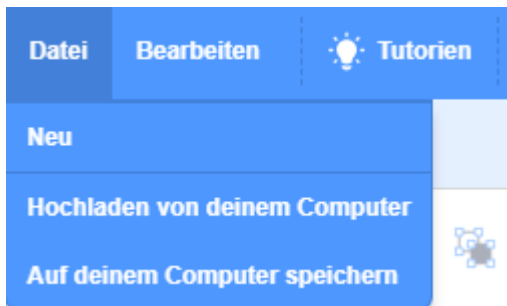 Datei Bearbeiten Tutorien
Neu
Hochladen von deinem Computer
Auf deinem Computer speichern